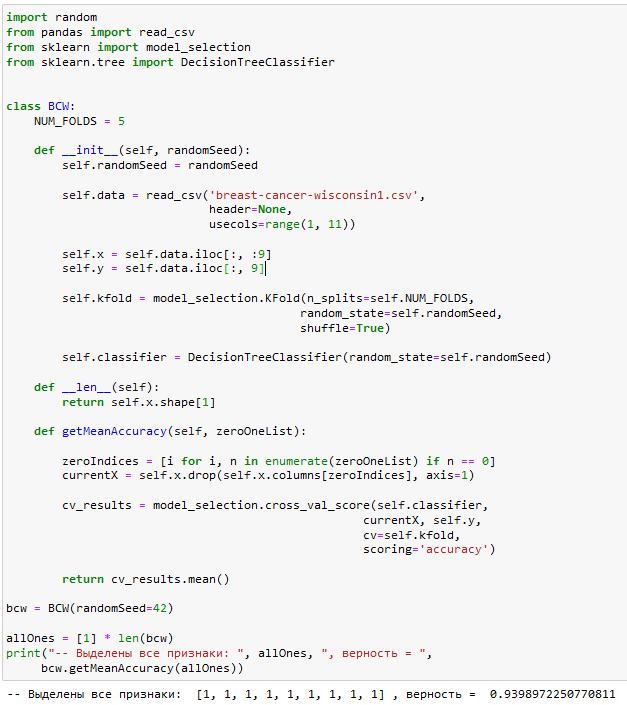 import random
from pandas import read_csv
from sklearn import model_selection
from sklearn.tree import DecisionTreeClassifier


class BCW:
    NUM_FOLDS = 5

    def __init__(self, randomSeed):
        self.randomSeed = randomSeed

        self.data = read_csv('breast-cancer-wisconsin1.csv',
                             header=None,
                             usecols=range(1, 11))

        self.x = self.data.iloc[:, :9]
        self.y = self.data.iloc[:, 9]

        self.kfold = model_selection.KFold(n_splits=self.NUM_FOLDS,
                                          random_state=self.randomSeed,
                                          shuffle=True)

        self.classifier = DecisionTreeClassifier(random_state=self.randomSeed)

    def __len__(self):
        return self.x.shape[1]

    def getMeanAccuracy(self, zeroOneList):

        zeroIndices = [i for i, n in enumerate(zeroOneList) if n == 0]
        currentX = self.x.drop(self.x.columns[zeroIndices], axis=1)

        cv_results = model_selection.cross_val_score(self.classifier,
                                                   currentX, self.y,
                                                   cv=self.kfold,
                                                   scoring='accuracy')

        return cv_results.mean()

bcw = BCW(randomSeed=42)

allOnes = [1] * len(bcw)
print("-- Выделены все признаки: ", allOnes, ", верность = ",
     bcw.getMeanAccuracy(allOnes))

-- Выделены все признаки:  [1, 1, 1, 1, 1, 1, 1, 1, 1] , верность =  0.9398972250770811